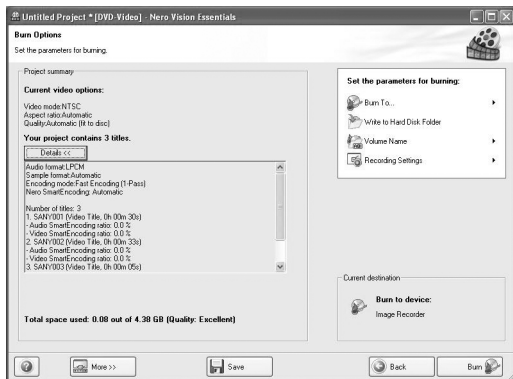 Untitled Project * [DVD-Video] - Nero Vision Essentials
Burn Options
Set the parameters for burning.
Project summary
Current video options:
Video mode:NTSC
Aspect ratio:Automatic
Quality:Automatic (fit to disc)
Your project contains 3 titles.
Details <<
Audio format:LPCM
Sample format:Automatic
Encoding mode:Fast Encoding (1-Pass)
Nero SmartEncoding: Automatic
Number of titles: 3
1. SANY001 (Video Title, 0h 00m 30s)
- Audio SmartEncoding ratio: 0.0 %
- Video SmartEncoding ratio: 0.0 %
2. SANY002 (Video Title, 0h 00m 33s)
- Audio SmartEncoding ratio: 0.0 %
- Video SmartEncoding ratio: 0.0 %
3. SANY003 (Video Title, 0h 00m 05s)
Total space used: 0.08 out of 4.38 GB (Quality: Excellent)
Set the parameters for burning:
Burn To...
Write to Hard Disk Folder
Volume Name
Recording Settings
Current destination
Burn to device:
Image Recorder
More >>
Save
Back
Burn